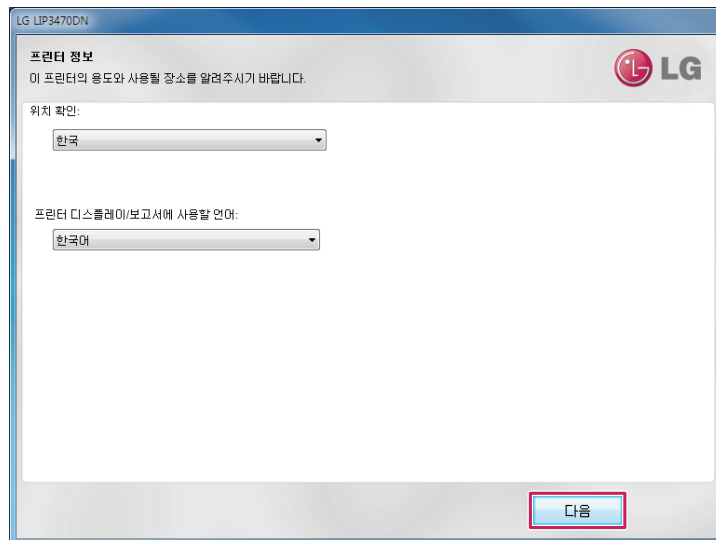 LG LIP3470DN
프린터 정보
이 프린터의 용도와 사용될 장소를 알려주시기 바랍니다.
LG
위치 확인:
한국
프린터 디스플레이/보고서에 사용할 언어:
한국어
다음